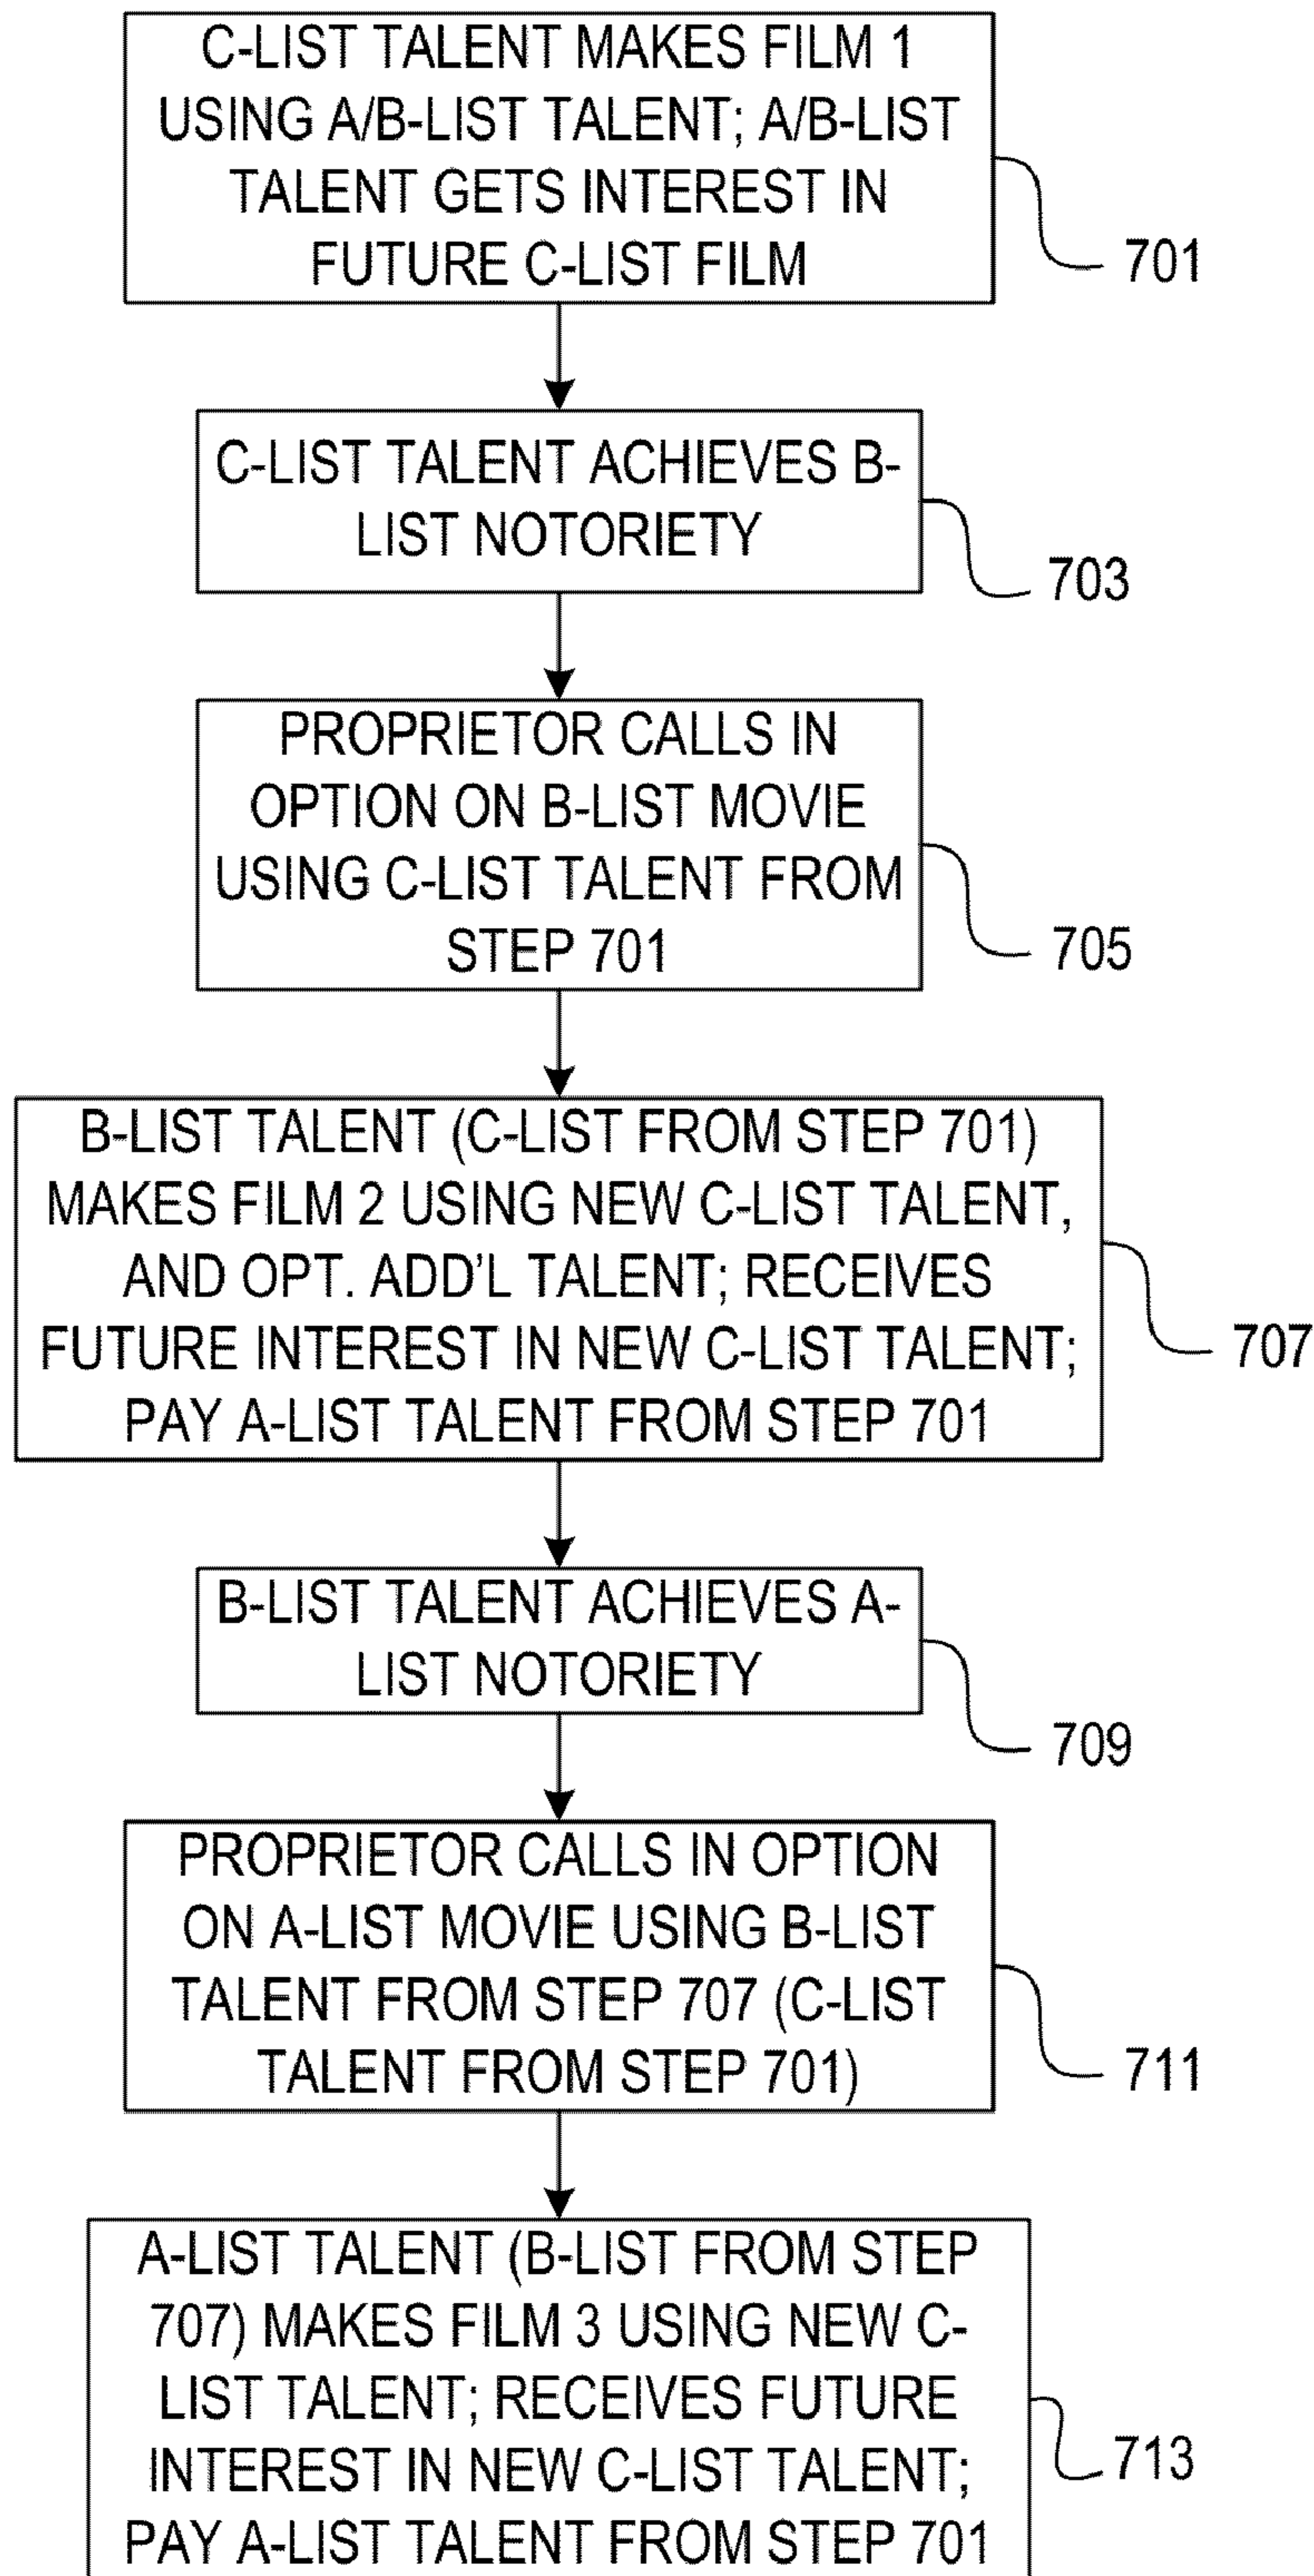 C-LIST TALENT MAKES FILM 1
USING A/B-LIST TALENT; A/B-LIST
TALENT GETS INTEREST IN
FUTURE C-LIST FILM
701
C-LIST TALENT ACHIEVES B-
LIST NOTORIETY
703
PROPRIETOR CALLS IN
OPTION ON B-LIST MOVIE
USING C-LIST TALENT FROM
STEP 701
705
B-LIST TALENT (C-LIST FROM STEP 701)
MAKES FILM 2 USING NEW C-LIST TALENT,
AND OPT. ADD'L TALENT; RECEIVES
FUTURE INTEREST IN NEW C-LIST TALENT;
PAY A-LIST TALENT FROM STEP 701
707
B-LIST TALENT ACHIEVES A-
LIST NOTORIETY
709
PROPRIETOR CALLS IN OPTION
ON A-LIST MOVIE USING B-LIST
TALENT FROM STEP 707 (C-LIST
TALENT FROM STEP 701)
711
A-LIST TALENT (B-LIST FROM STEP
707) MAKES FILM 3 USING NEW C-
LIST TALENT; RECEIVES FUTURE
INTEREST IN NEW C-LIST TALENT;
PAY A-LIST TALENT FROM STEP 701
713